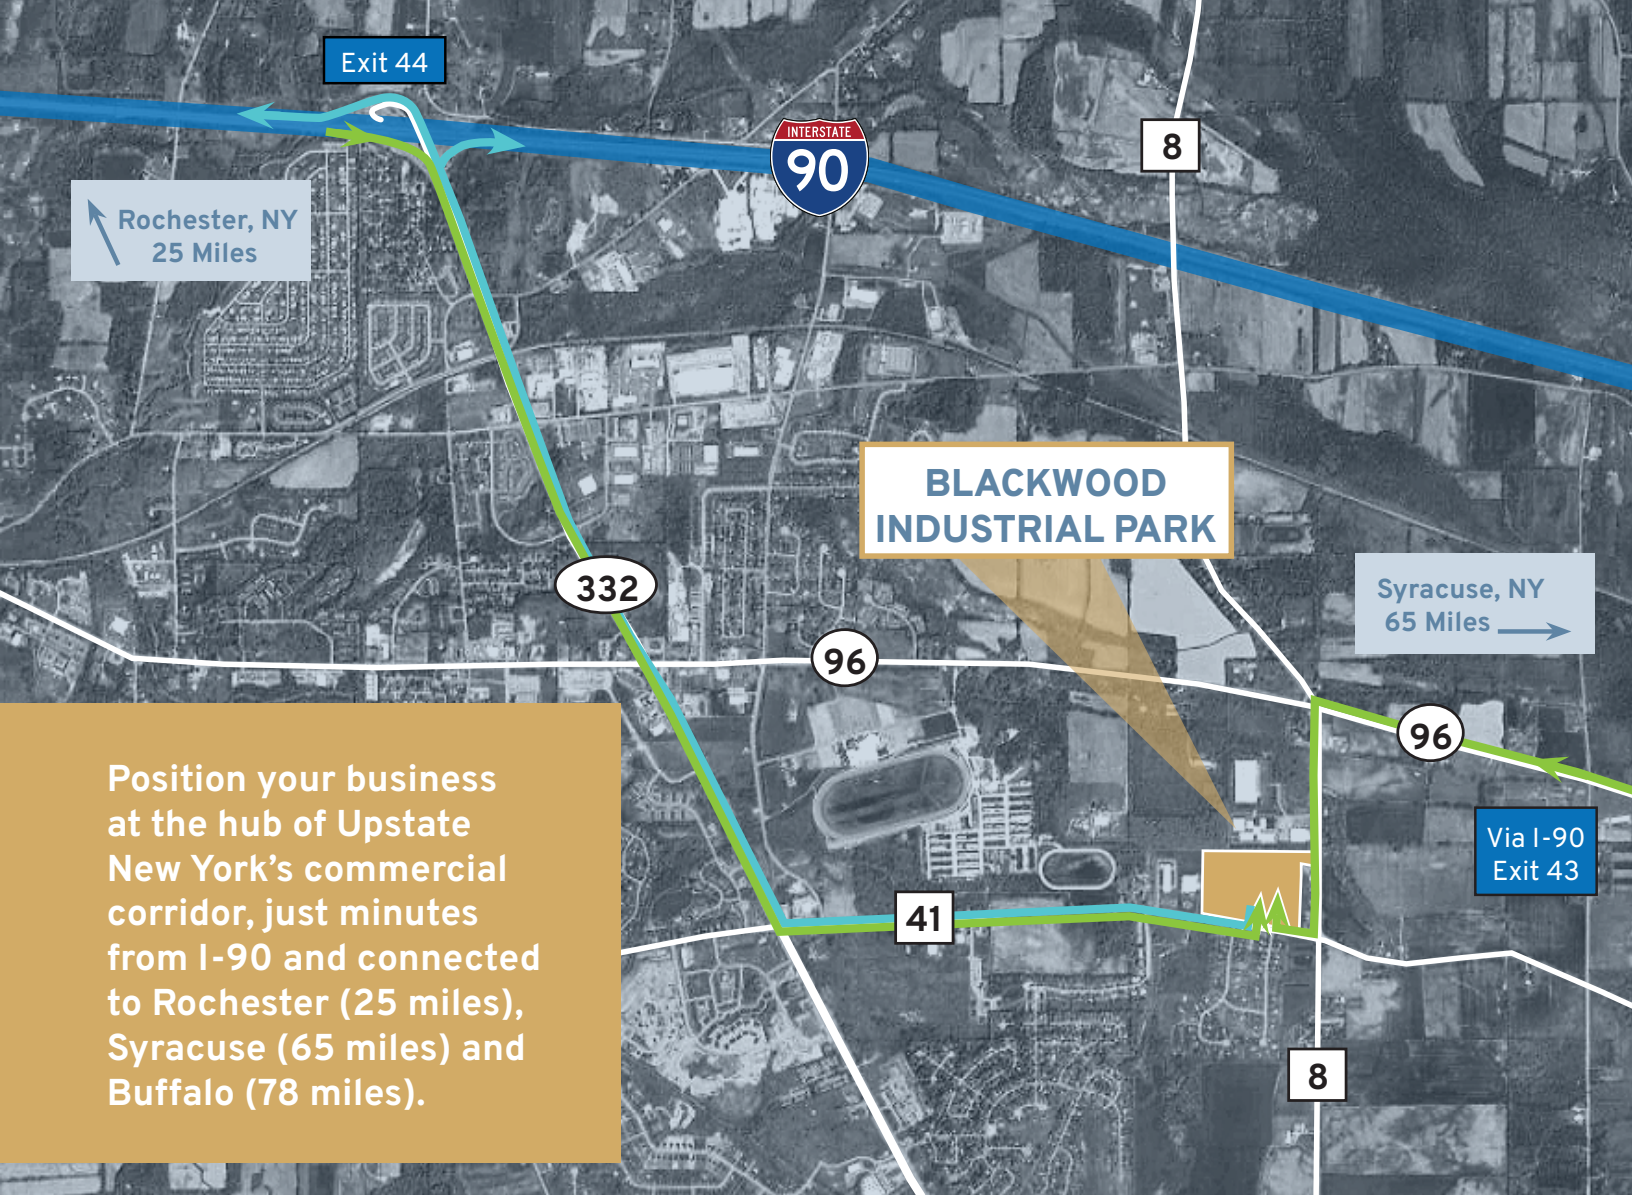 Exit 44
INTERSTATE
90
8
Rochester, NY
25 Miles
BLACKWOOD
INDUSTRIAL PARK
332
Syracuse, NY
65 Miles
96
96
Position your business
at the hub of Upstate
New York’s commercial
corridor, just minutes
from I-90 and connected
to Rochester (25 miles),
Syracuse (65 miles) and
Buffalo (78 miles).
Via I-90
Exit 43
41
8